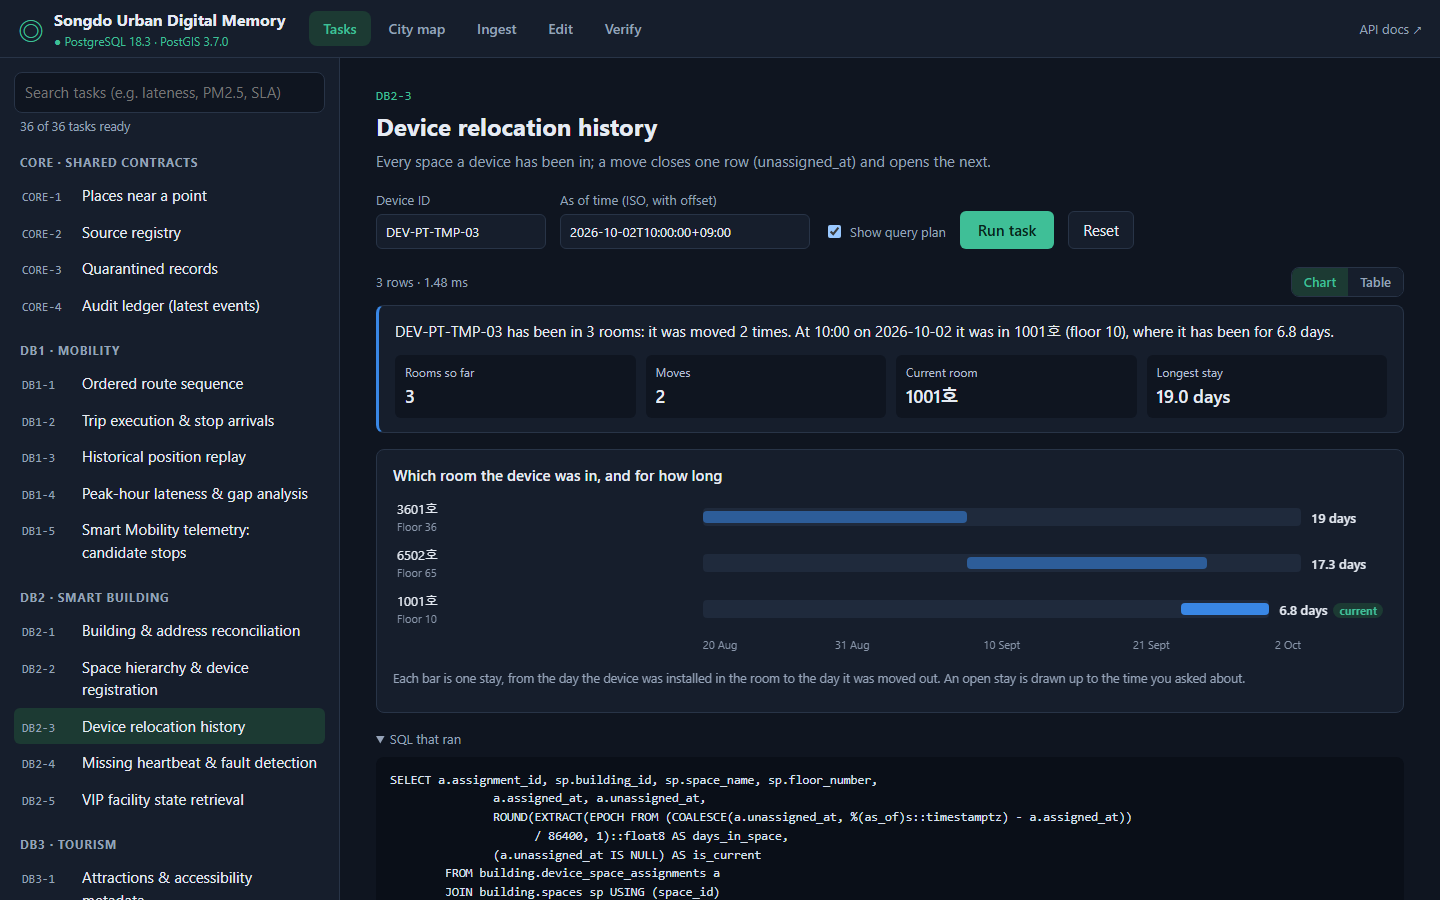 Songdo Urban Digital Memory
● PostgreSQL 18.3 · PostGIS 3.7.0
Tasks
City map
Ingest
Edit
Verify
API docs ↗
Search tasks (e.g. lateness, PM2.5, SLA)
36 of 36 tasks ready
CORE · SHARED CONTRACTS
CORE-1 Places near a point
CORE-2 Source registry
CORE-3 Quarantined records
CORE-4 Audit ledger (latest events)
DB1 · MOBILITY
DB1-1 Ordered route sequence
DB1-2 Trip execution & stop arrivals
DB1-3 Historical position replay
DB1-4 Peak-hour lateness & gap analysis
DB1-5 Smart Mobility telemetry:
candidate stops
DB2 · SMART BUILDING
DB2-1 Building & address reconciliation
DB2-2 Space hierarchy & device
registration
DB2-3 Device relocation history
DB2-4 Missing heartbeat & fault detection
DB2-5 VIP facility state retrieval
DB3 · TOURISM
DB3-1 Attractions & accessibility
metadata
DB2-3
Device relocation history
Every space a device has been in; a move closes one row (unassigned_at) and opens the next.
Device ID
As of time (ISO, with offset)
DEV-PT-TMP-03
2026-10-02T10:00:00+09:00
Show query plan
Run task
Reset
3 rows · 1.48 ms
Chart
Table
DEV-PT-TMP-03 has been in 3 rooms: it was moved 2 times. At 10:00 on 2026-10-02 it was in 1001호 (floor 10), where it has been for 6.8 days.
Rooms so far
3
Moves
2
Current room
1001호
Longest stay
19.0 days
Which room the device was in, and for how long
3601호
Floor 36
19 days
6502호
Floor 65
17.3 days
1001호
Floor 10
6.8 days current
20 Aug
31 Aug
10 Sept
21 Sept
2 Oct
Each bar is one stay, from the day the device was installed in the room to the day it was moved out. An open stay is drawn up to the time you asked about.
▼ SQL that ran
SELECT a.assignment_id, sp.building_id, sp.space_name, sp.floor_number,
a.assigned_at, a.unassigned_at,
ROUND(EXTRACT(EPOCH FROM (COALESCE(a.unassigned_at, %(as_of)s::timestamptz) - a.assigned_at))
/ 86400, 1)::float8 AS days_in_space,
(a.unassigned_at IS NULL) AS is_current
FROM building.device_space_assignments a
JOIN building.spaces sp USING (space_id)